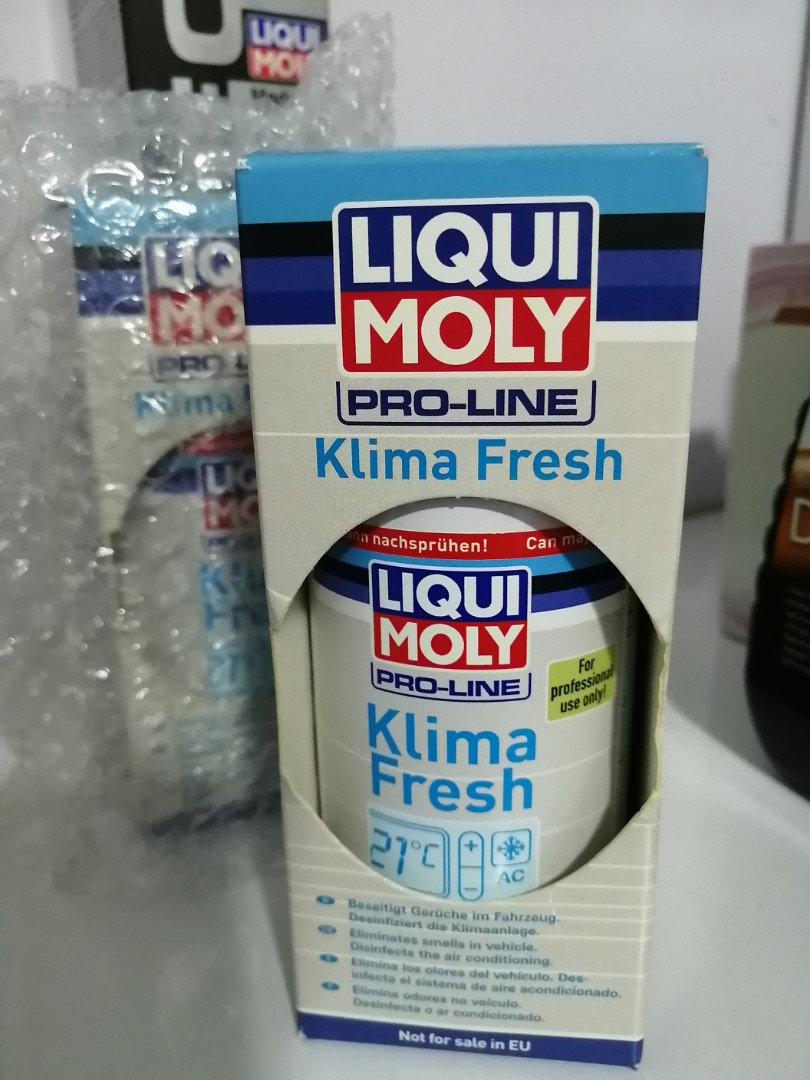 LIQUI
MOLY
PRO-LINE
Klima Fresh
nachsprühen! Can
LIQUI
MOLY
PRO-LINE
For
professional
use only!
Klima
Fresh
21°C
+
-
AC
Beseitigt Gerüche im Fahrzeug.
Desinfiziert die Klimaanlage.
Eliminates smells in vehicle.
Disinfects the air conditioning.
Elimina los olores del vehículo. Des-
infecta el sistema de aire acondicionado.
Elimina odores no veículo.
Desinfecta o ar condicionado.
Not for sale in EU
LIQUI
MOLY
Klima